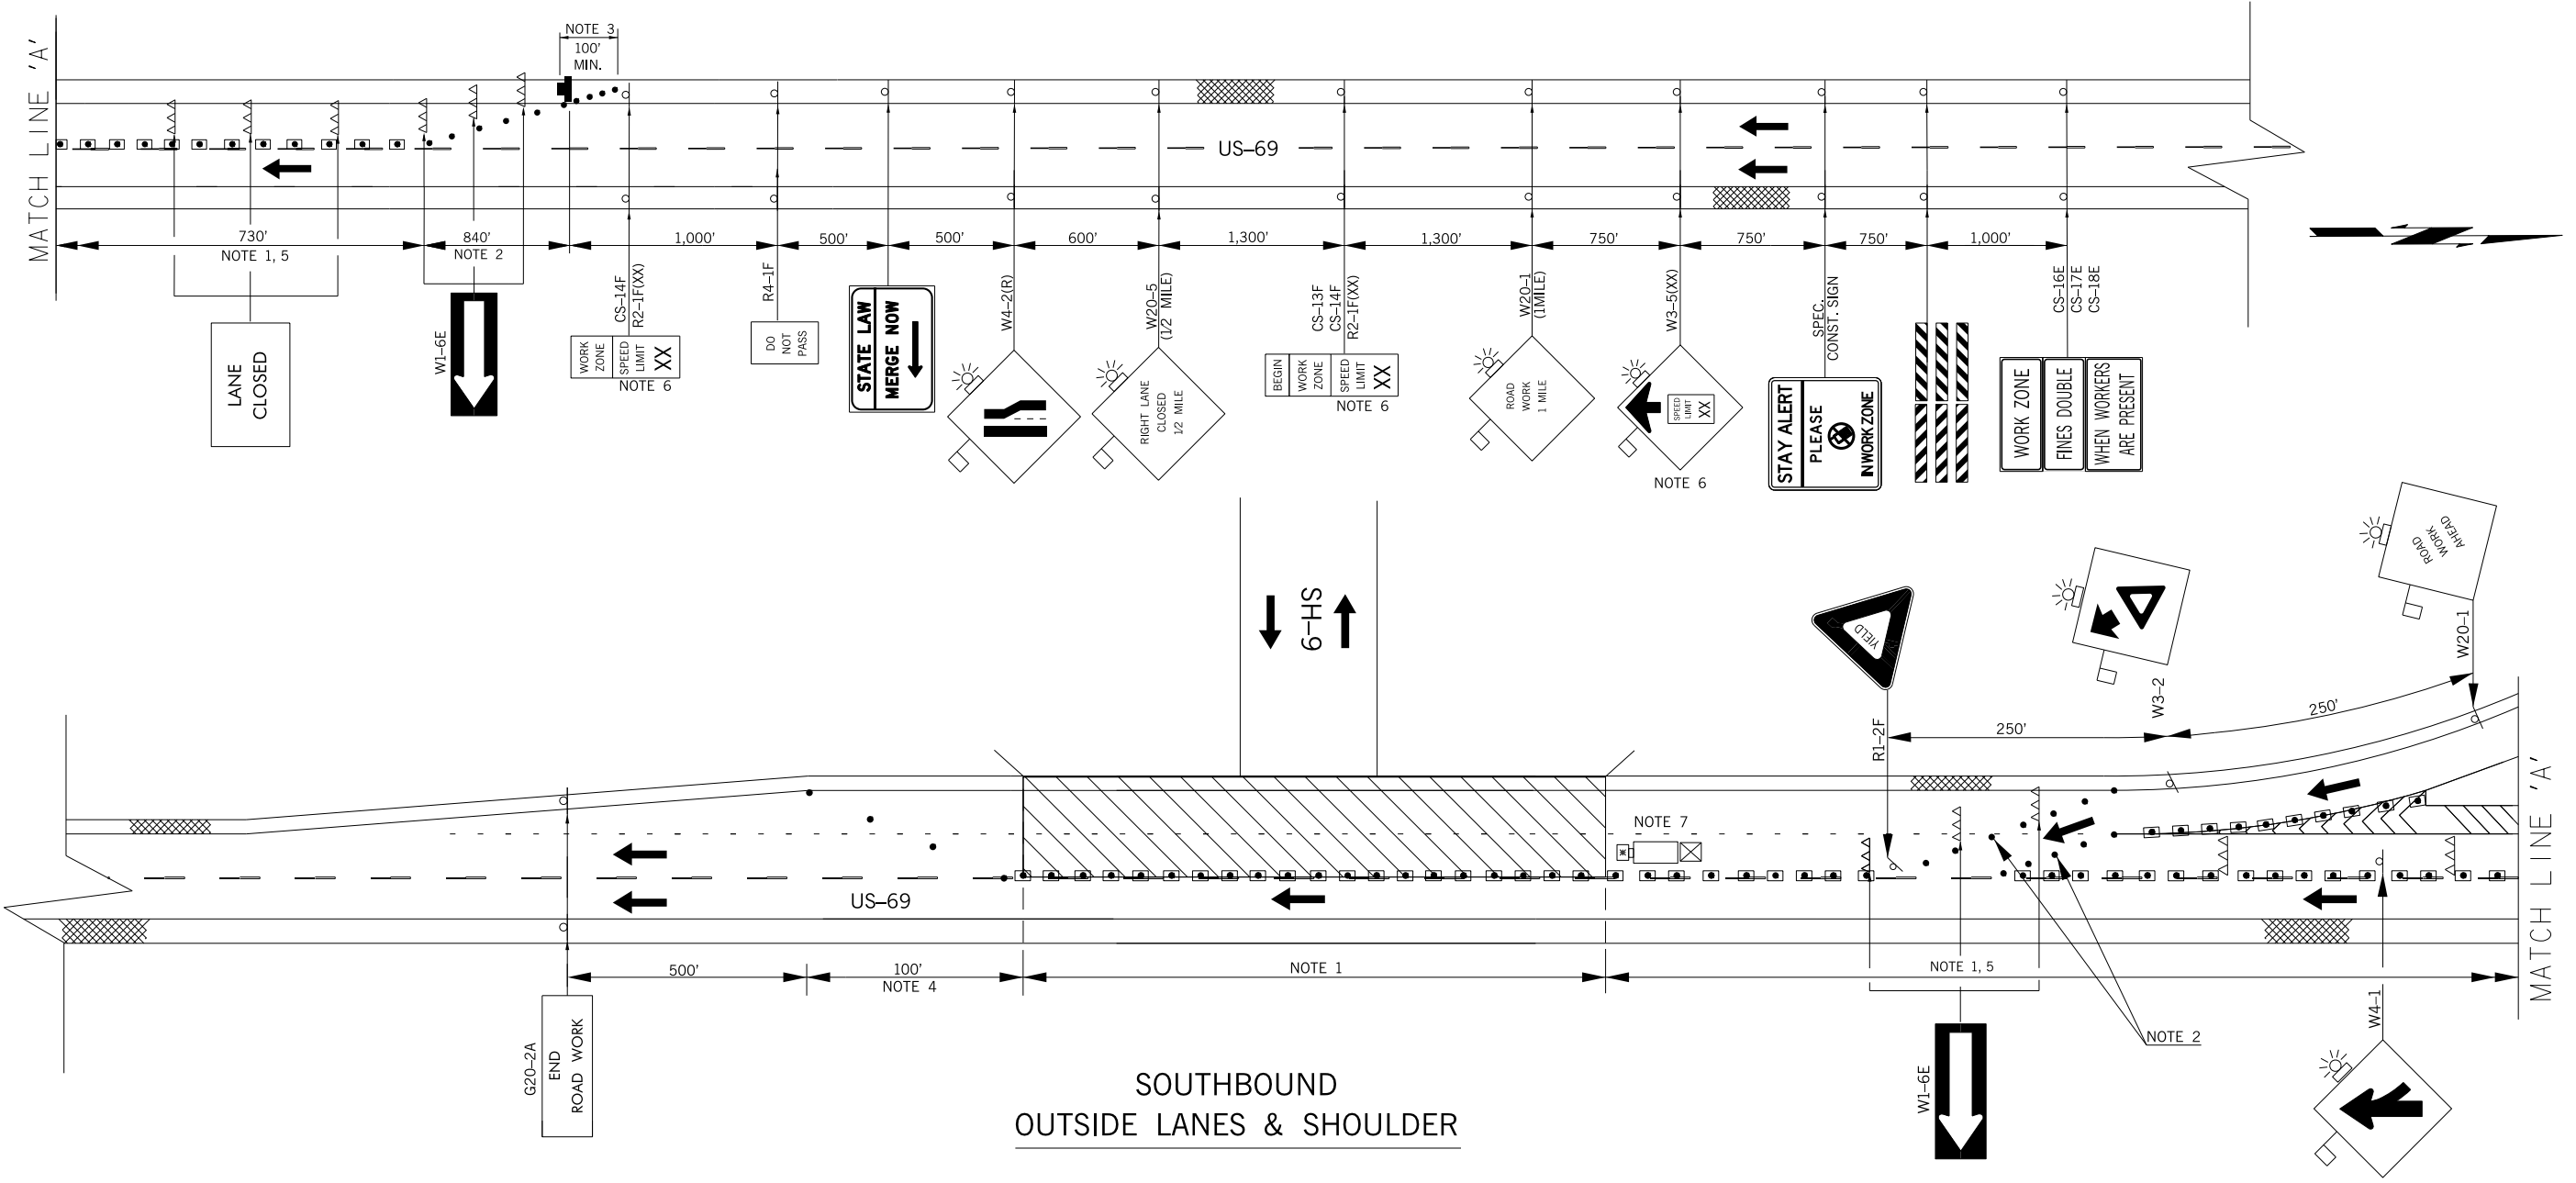 MATCH LINE 'A'
NOTE 3
100'
MIN.
US-69
730'
NOTE 1, 5
840'
NOTE 2
1,000'
500'
500'
600'
1,300'
1,300'
750'
750'
750'
1,000'
LANE
CLOSED
W1-6E
CS-14F
R2-1F(XX)
WORK
ZONE
SPEED
LIMIT
XX
NOTE 6
R4-1F
DO
NOT
PASS
STATE LAW
MERGE NOW
W4-2(R)
W20-5
(1/2 MILE)
RIGHT LANE
CLOSED
1/2 MILE
CS-13F
CS-14F
R2-1F(XX)
BEGIN
WORK
ZONE
SPEED
LIMIT
XX
NOTE 6
W20-1
(1MILE)
ROAD
WORK
1 MILE
W3-5(XX)
SPEED
LIMIT
XX
NOTE 6
SPEC.
CONST. SIGN
STAY ALERT
PLEASE
N WORK ZONE
CS-16E
CS-17E
CS-18E
WORK ZONE
FINES DOUBLE
WHEN WORKERS
ARE PRESENT
SH-9
YIELD
R1-2F
W3-2
ROAD
WORK
AHEAD
W20-1
250'
250'
NOTE 7
US-69
MATCH LINE 'A'
500'
100'
NOTE 4
NOTE 1
NOTE 1, 5
NOTE 2
G20-2A
END
ROAD WORK
W1-6E
W4-1
SOUTHBOUND
OUTSIDE LANES & SHOULDER